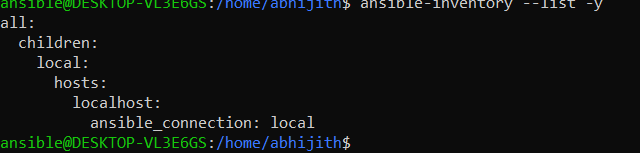 ansible@DESKTOP-VL3E6GS:/home/abhijith$ ansible-inventory --list -y
all:
  children:
    local:
      hosts:
        localhost:
          ansible_connection: local
ansible@DESKTOP-VL3E6GS:/home/abhijith$